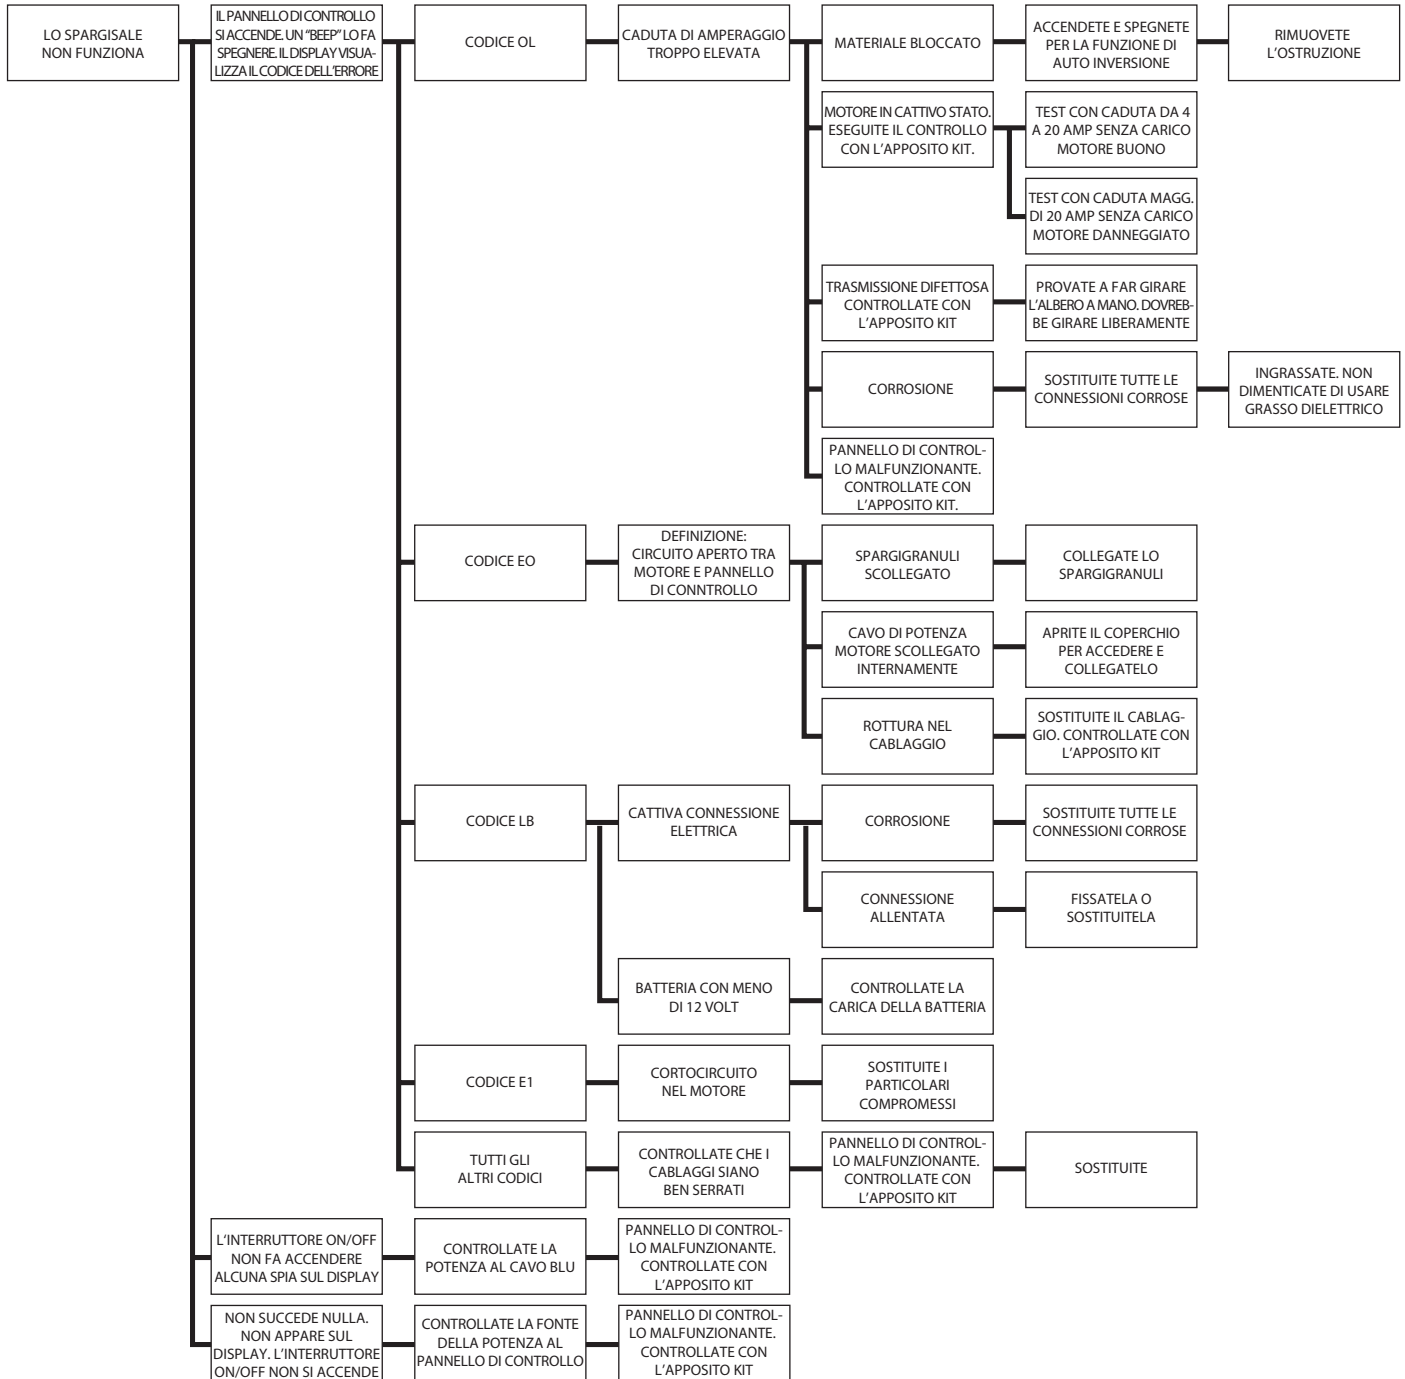 LO SPARGISALE
NON FUNZIONA
IL PANNELLO DI CONTROLLO
SI ACCENDE. UN “BEEP” LO FA
SPEGNERE. IL DISPLAY VISUA-
LIZZA IL CODICE DELL’ERRORE
CODICE OL
CADUTA DI AMPERAGGIO
TROPPO ELEVATA
MATERIALE BLOCCATO
ACCENDETE E SPEGNETE
PER LA FUNZIONE DI
AUTO INVERSIONE
RIMUOVETE
L’OSTRUZIONE
MOTORE IN CATTIVO STATO.
ESEGUITE IL CONTROLLO
CON L’APPOSITO KIT.
TEST CON CADUTA DA 4
A 20 AMP SENZA CARICO
MOTORE BUONO
TEST CON CADUTA MAGG.
DI 20 AMP SENZA CARICO
MOTORE DANNEGGIATO
TRASMISSIONE DIFETTOSA
CONTROLLATE CON
L’APPOSITO KIT
PROVATE A FAR GIRARE
L’ALBERO A MANO. DOVREB-
BE GIRARE LIBERAMENTE
CORROSIONE
SOSTITUITE TUTTE LE
CONNESSIONI CORROSE
INGRASSATE. NON
DIMENTICATE DI USARE
GRASSO DIELETTRICO
PANNELLO DI CONTROL-
LO MALFUNZIONANTE.
CONTROLLATE CON
L’APPOSITO KIT.
CODICE EO
DEFINIZIONE:
CIRCUITO APERTO TRA
MOTORE E PANNELLO
DI CONNTROLLO
SPARGIGRANULI
SCOLLEGATO
COLLEGATE LO
SPARGIGRANULI
CAVO DI POTENZA
MOTORE SCOLLEGATO
INTERNAMENTE
APRITE IL COPERCHIO
PER ACCEDERE E
COLLEGATELO
ROTTURA NEL
CABLAGGIO
SOSTITUITE IL CABLAG-
GIO. CONTROLLATE CON
L’APPOSITO KIT
CODICE LB
CATTIVA CONNESSIONE
ELETTRICA
CORROSIONE
SOSTITUITE TUTTE LE
CONNESSIONI CORROSE
CONNESSIONE
ALLENTATA
FISSATELA O
SOSTITUITELA
BATTERIA CON MENO
DI 12 VOLT
CONTROLLATE LA
CARICA DELLA BATTERIA
CODICE E1
CORTOCIRCUITO
NEL MOTORE
SOSTITUITE I
PARTICOLARI
COMPROMESSI
TUTTI GLI
ALTRI CODICI
CONTROLLATE CHE I
CABLAGGI SIANO
BEN SERRATI
PANNELLO DI CONTROL-
LO MALFUNZIONANTE.
CONTROLLATE CON
L’APPOSITO KIT
SOSTITUITE
L’INTERRUTTORE ON/OFF
NON FA ACCENDERE
ALCUNA SPIA SUL DISPLAY
CONTROLLATE LA
POTENZA AL CAVO BLU
PANNELLO DI CONTROL-
LO MALFUNZIONANTE.
CONTROLLATE CON
L’APPOSITO KIT
NON SUCCEDE NULLA.
NON APPARE SUL
DISPLAY. L’INTERRUTTORE
ON/OFF NON SI ACCENDE
CONTROLLATE LA FONTE
DELLA POTENZA AL
PANNELLO DI CONTROLLO
PANNELLO DI CONTROL-
LO MALFUNZIONANTE.
CONTROLLATE CON
L’APPOSITO KIT